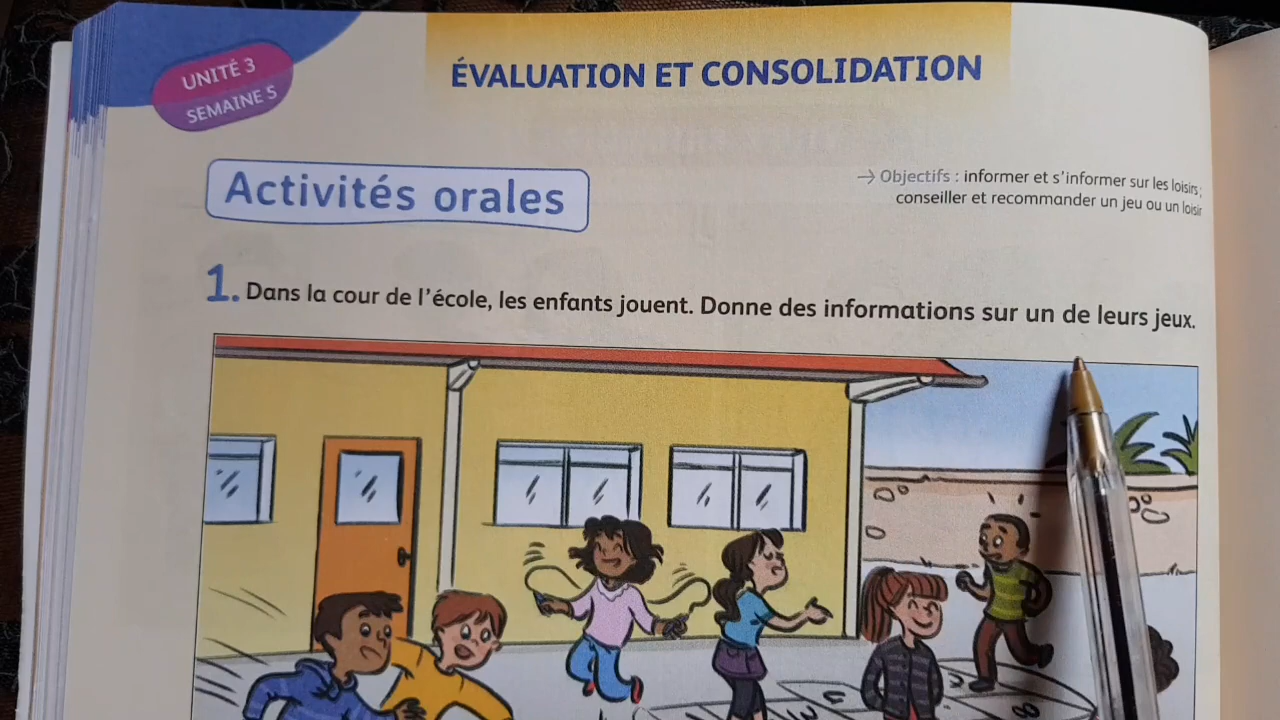 UNITÉ 3
SEMAINE 5
ÉVALUATION ET CONSOLIDATION
Activités orales
→ Objectifs : informer et s'informer sur les loisirs ;
conseiller et recommander un jeu ou un loisir
1. Dans la cour de l'école, les enfants jouent. Donne des informations sur un de leurs jeux.